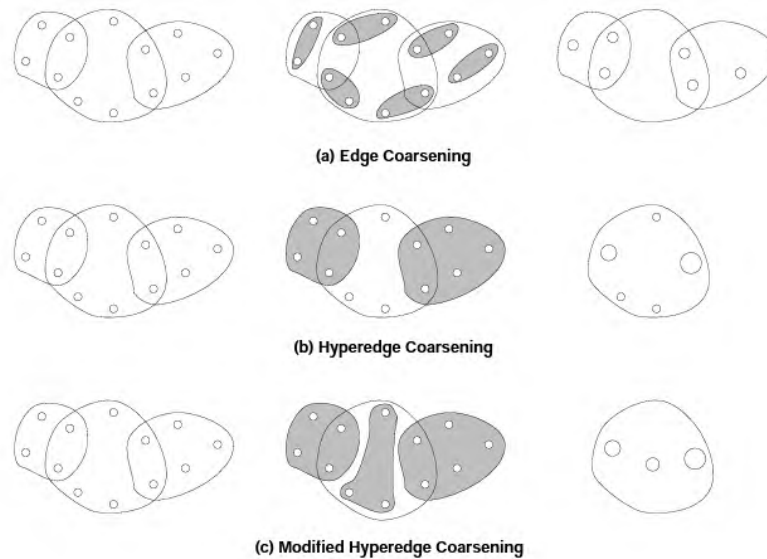 (a) Edge Coarsening
(b) Hyperedge Coarsening
(c) Modified Hyperedge Coarsening